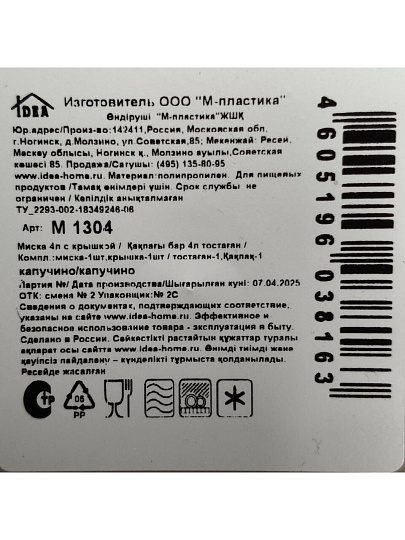 IDEA
Изготовитель ООО "М-пластика"
Өндіруші "М-пластика"ЖШҚ
Юр.адрес/Произ-во:142411,Россия, Московская обл,
г.Ногинск, д.Молзино, ул.Советская,85; Мекенжай: Ресей,
Маскеу облысы, Ногинск қ., Молзино ауылы,Советская
көшесі 85. Продажа/Сатушы: (495) 135-80-95
www.idea-home.ru. Материал:полипропилен. Для пищевых
продуктов /Тамақ өнімдері үшін. Срок службы не
ограничен / Кепілдік анықталмаған
ТУ_2293-002-18349246-06
Арт: М 1304
Миска 4л с крышкой / Қақпағы бар 4л тостаған /
Компл.:миска-1шт,крышка-1шт / тостаған-1,Қақпақ-1
капучино/капучино
Партия №/ Дата производства/Шығарылған күні: 07.04.2025
ОТК: смена № 2 Упаковщик:№ 2С
Сведения о документах, подтверждающих соответствие,
указаны на сайте www.idea-home.ru. Эффективное и
безопасное использование товара - эксплуатация в быту.
Сделано в России. Сәйкестікті растайтын құжаттар туралы
ақпарат осы сайтта www.idea-home.ru. Өнімді тиімді және
қауіпсіз пайдалану – күнделікті тұрмыста қолданылады.
Ресейде жасалған
СТР
05
PP
4605196038163